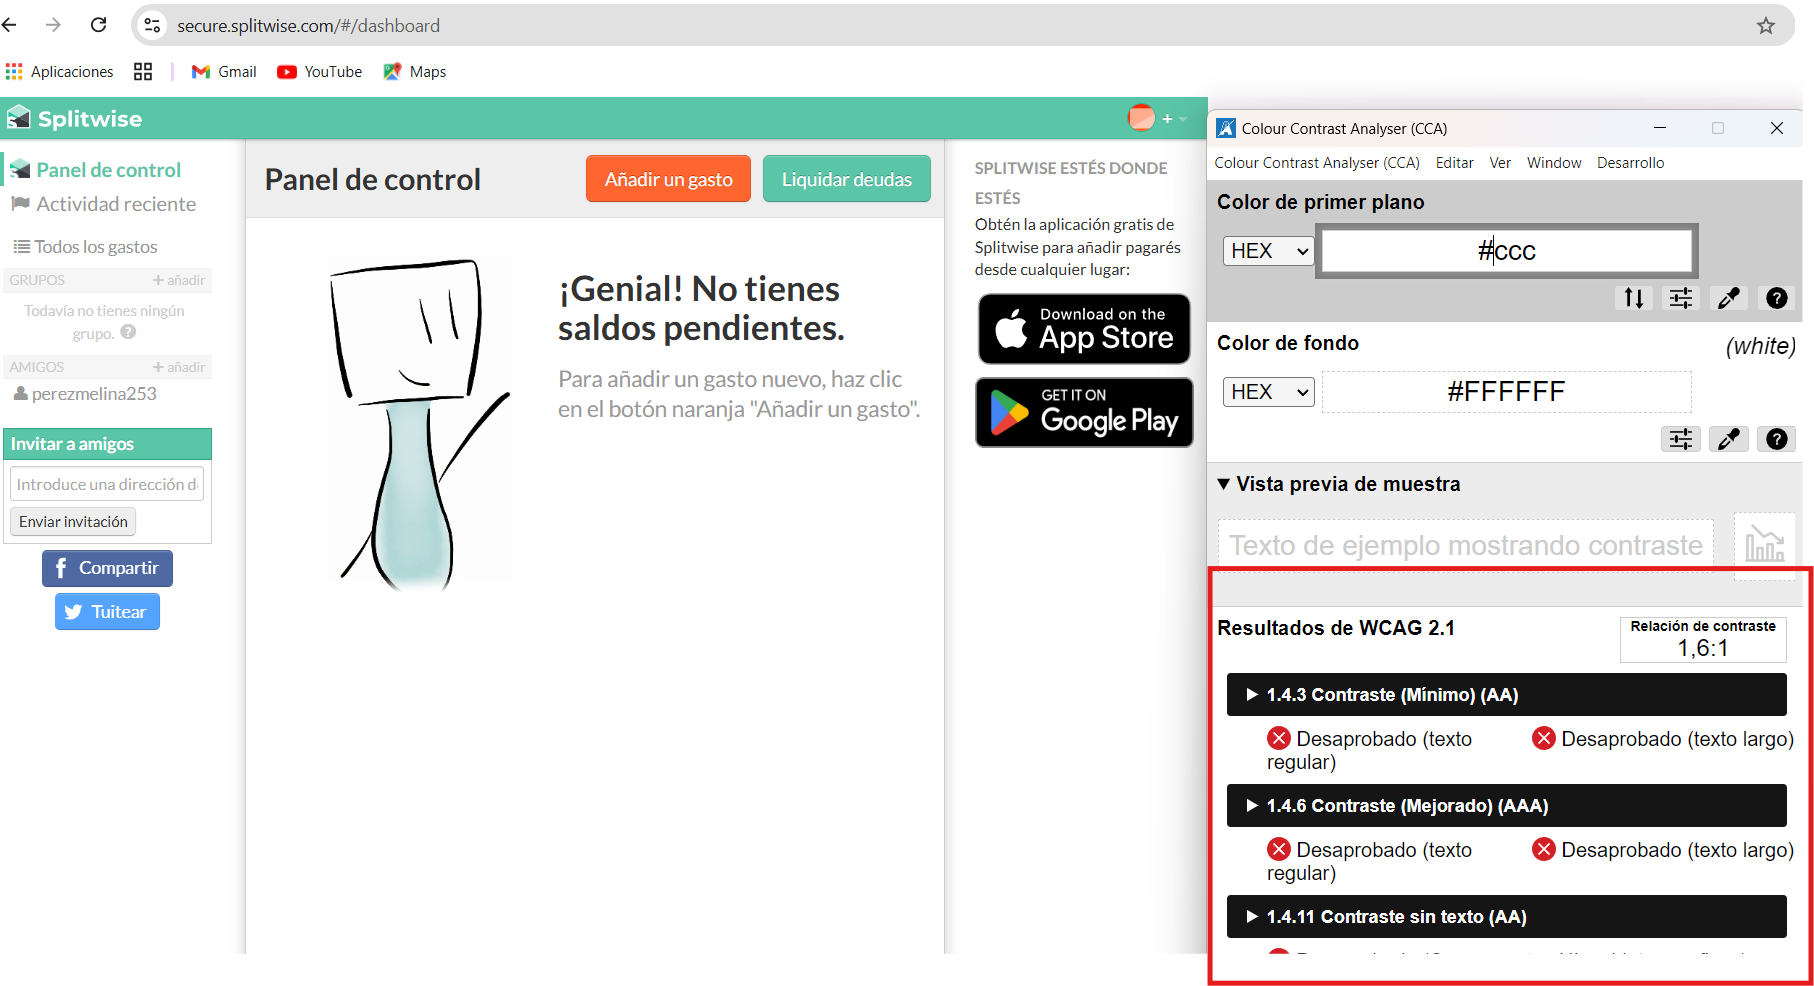 secure.splitwise.com/#/dashboard
Aplicaciones
Gmail
YouTube
Maps
Splitwise
Panel de control
Actividad reciente
Todos los gastos
GRUPOS
+ añadir
Todavía no tienes ningún
grupo. ?
AMIGOS
+ añadir
perezmelina253
Invitar a amigos
Introduce una dirección d
Enviar invitación
Compartir
Tuitear
Panel de control
Añadir un gasto
Liquidar deudas
¡Genial! No tienes
saldos pendientes.
Para añadir un gasto nuevo, haz clic
en el botón naranja "Añadir un gasto".
SPLITWISE ESTÉS DONDE
ESTÉS
Obtén la aplicación gratis de
Splitwise para añadir pagarés
desde cualquier lugar:
Download on the
App Store
GET IT ON
Google Play
Colour Contrast Analyser (CCA)
Colour Contrast Analyser (CCA) Editar Ver Window Desarrollo
Color de primer plano
HEX
#ccc
Color de fondo
(white)
HEX
#FFFFFF
Vista previa de muestra
Texto de ejemplo mostrando contraste
Resultados de WCAG 2.1
Relación de contraste
1,6:1
1.4.3 Contraste (Mínimo) (AA)
Desaprobado (texto
regular)
Desaprobado (texto largo)
1.4.6 Contraste (Mejorado) (AAA)
Desaprobado (texto
regular)
Desaprobado (texto largo)
1.4.11 Contraste sin texto (AA)